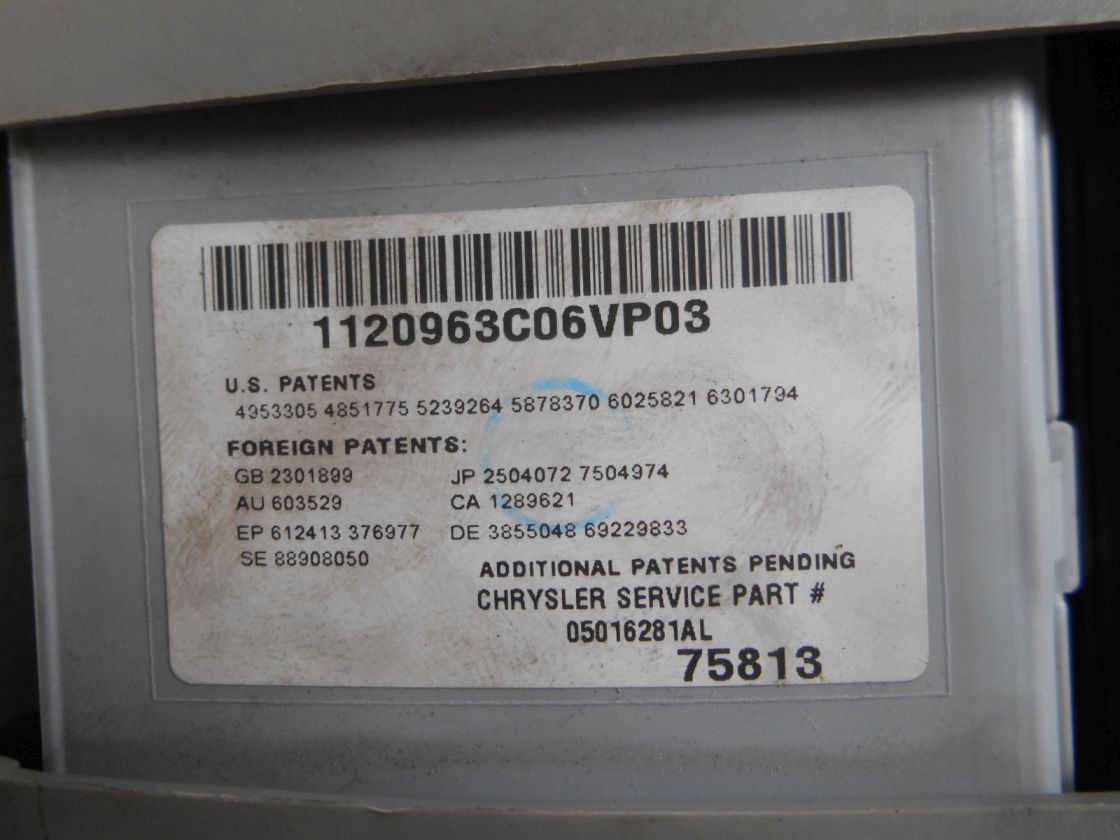 1120963C06VP03
U.S. PATENTS
4953305 4851775 5239264 5878370 6025821 6301794
FOREIGN PATENTS:
GB 2301899 JP 2504072 7504974
AU 603529 CA 1289621
EP 612413 376977 DE 3855048 69229833
SE 88908050
ADDITIONAL PATENTS PENDING
CHRYSLER SERVICE PART #
05016281AL
75813